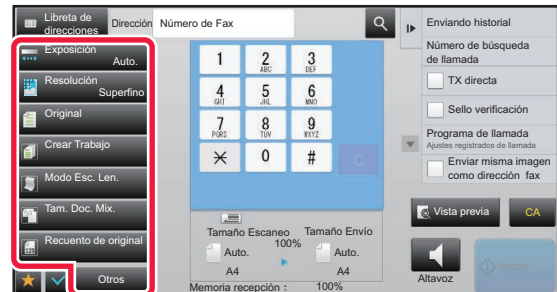 Libreta de
direcciones
Dirección
Número de Fax
Exposición
Auto.
Resolución
Superfino
Original
Crear Trabajo
Modo Esc. Len.
Tam. Doc. Mix.
Recuento de original
Otros
1
2
ABC
3
DEF
4
GHI
5
JKL
6
MNO
7
PQRS
8
TUV
9
WXYZ
0
#
C
Tamaño Escaneo
Tamaño Envío
100%
Auto.
Auto.
A4
A4
Memoria recepción :
100%
Enviando historial
Número de búsqueda
de llamada
TX directa
Sello verificación
Programa de llamada
Ajustes registrados de llamada
Enviar misma imagen
como dirección fax
Vista previa
CA
Altavoz
Iniciar